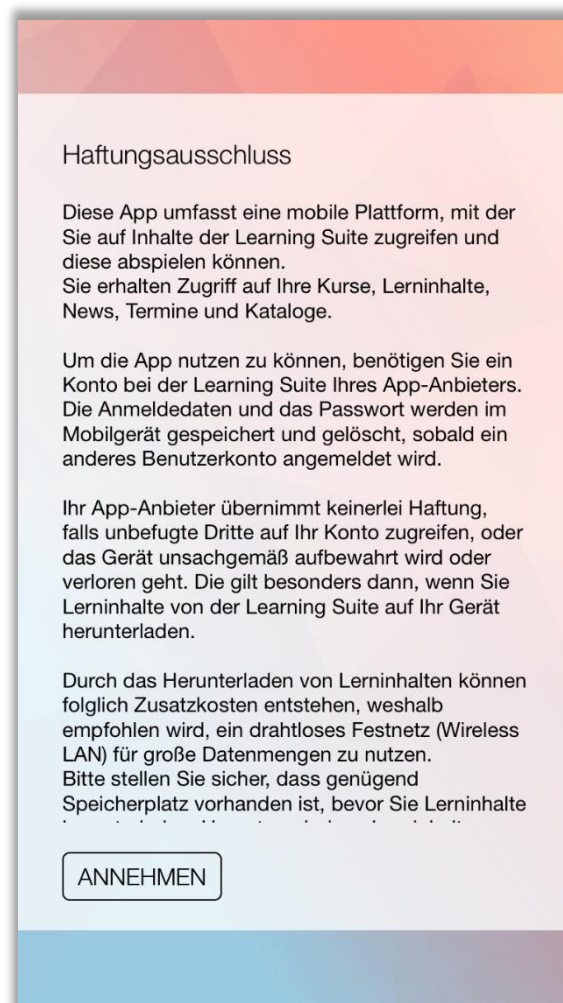 Haftungsausschluss
Diese App umfasst eine mobile Plattform, mit der
Sie auf Inhalte der Learning Suite zugreifen und
diese abspielen können.
Sie erhalten Zugriff auf Ihre Kurse, Lerninhalte,
News, Termine und Kataloge.
Um die App nutzen zu können, benötigen Sie ein
Konto bei der Learning Suite Ihres App-Anbieters.
Die Anmeldedaten und das Passwort werden im
Mobilgerät gespeichert und gelöscht, sobald ein
anderes Benutzerkonto angemeldet wird.
Ihr App-Anbieter übernimmt keinerlei Haftung,
falls unbefugte Dritte auf Ihr Konto zugreifen, oder
das Gerät unsachgemäß aufbewahrt wird oder
verloren geht. Die gilt besonders dann, wenn Sie
Lerninhalte von der Learning Suite auf Ihr Gerät
herunterladen.
Durch das Herunterladen von Lerninhalten können
folglich Zusatzkosten entstehen, weshalb
empfohlen wird, ein drahtloses Festnetz (Wireless
LAN) für große Datenmengen zu nutzen.
Bitte stellen Sie sicher, dass genügend
Speicherplatz vorhanden ist, bevor Sie Lerninhalte
ANNEHMEN